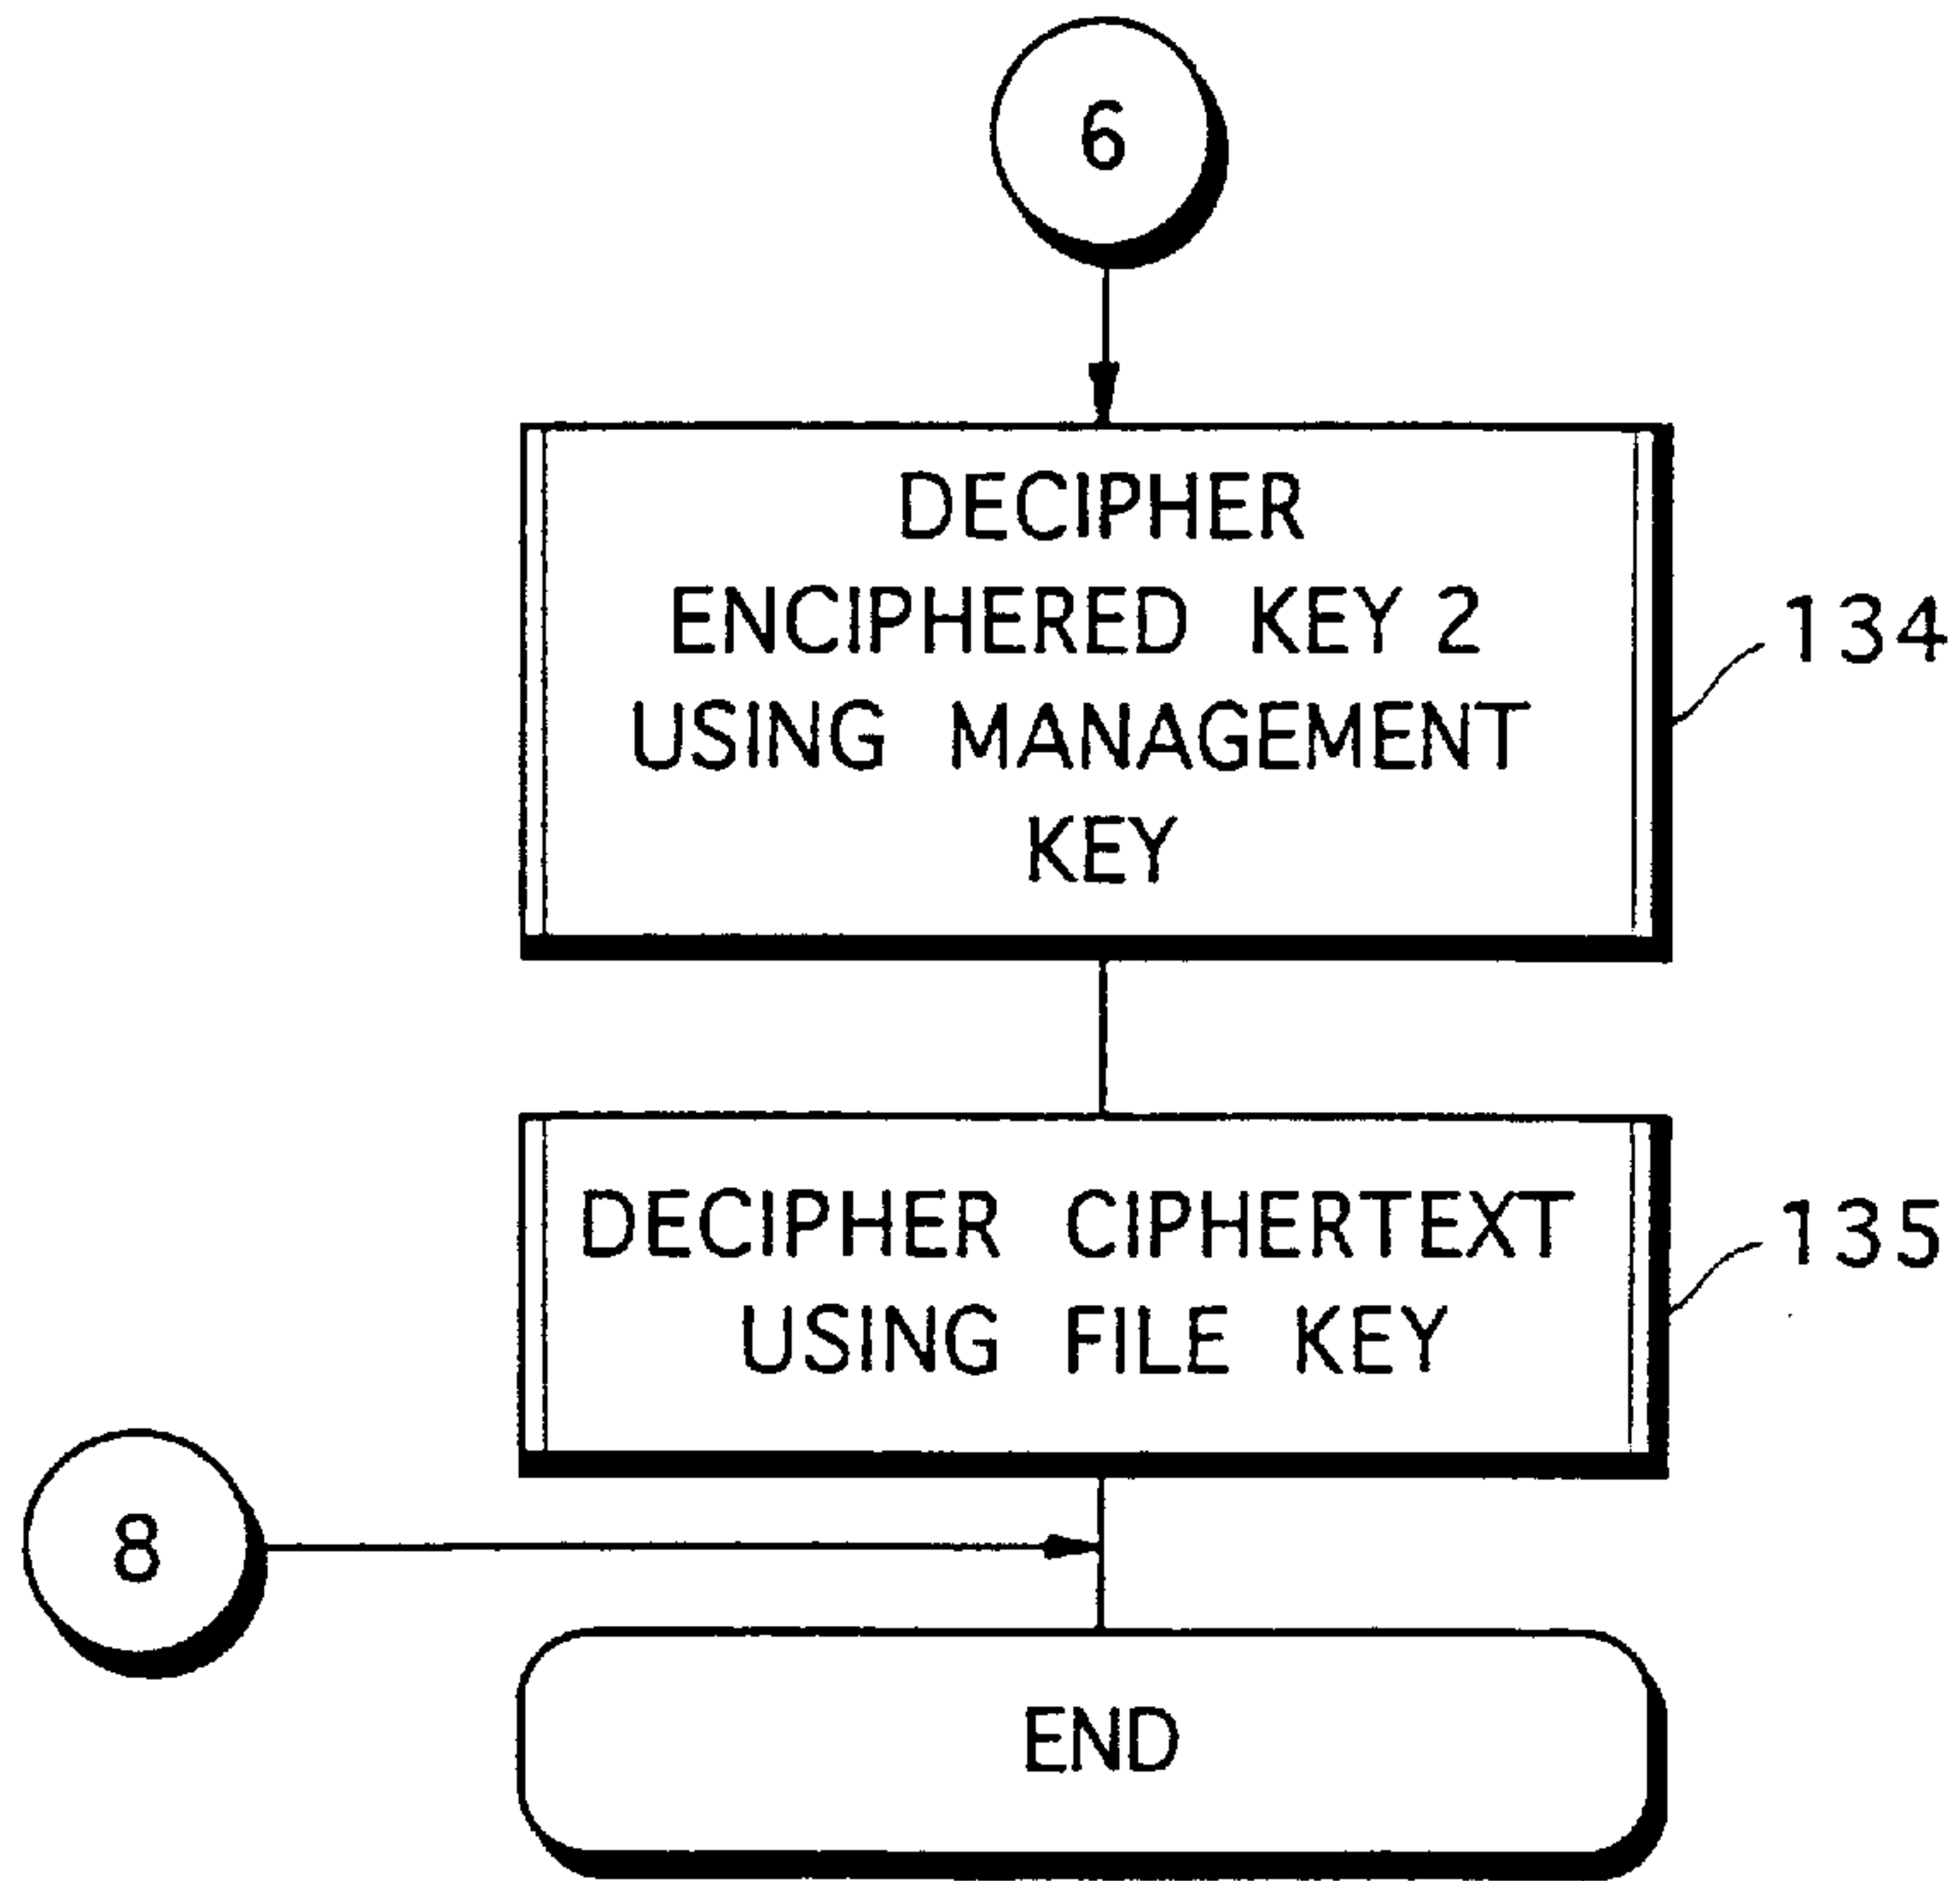 6
DECIPHER
ENCIPHERED KEY 2
USING MANAGEMENT
KEY
134
DECIPHER CIPHERTEXT
USING FILE KEY
135
8
END